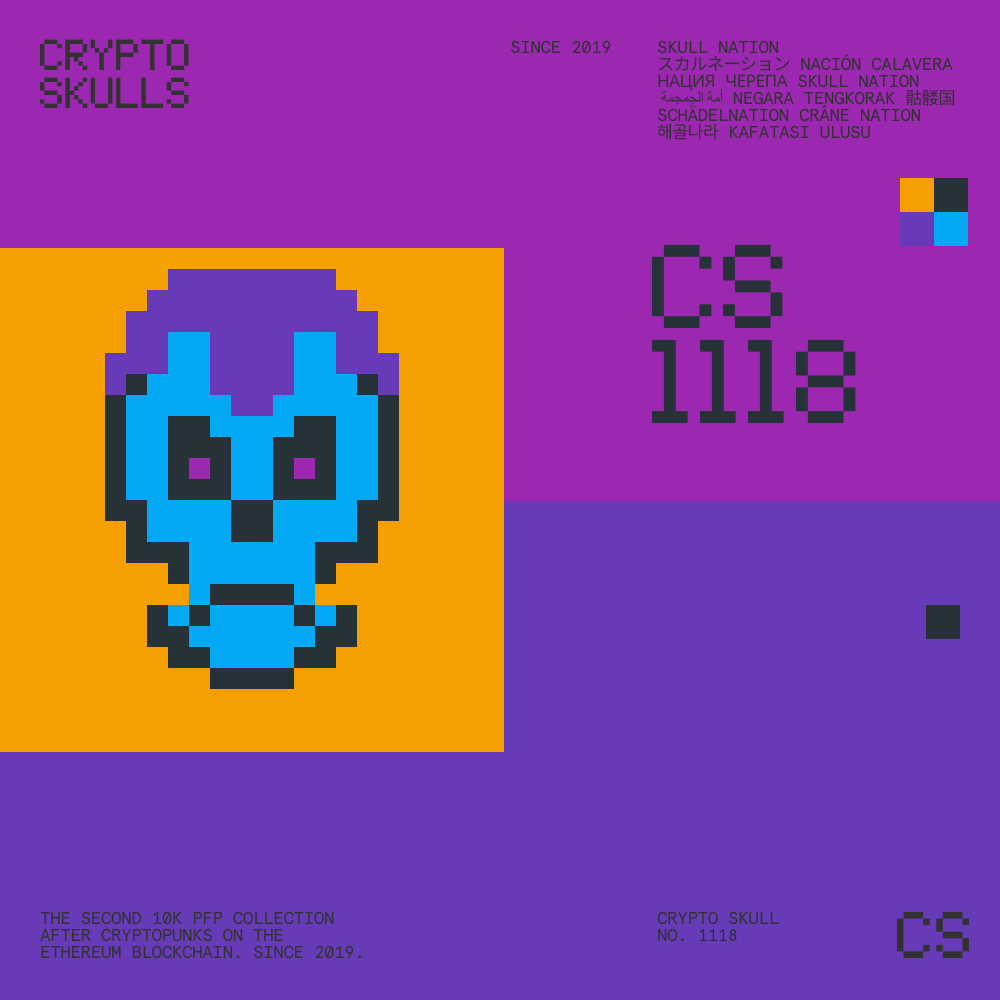 CRYPTO
SKULLS
SINCE 2019
SKULL NATION
スカルネーション NACIÓN CALAVERA
НАЦИЯ ЧЕРЕПА SKULL NATION
أمة الجمجمة NEGARA TENGKORAK 骷髅国
SCHÄDELNATION CRÂNE NATION
해골나라 KAFATASI ULUSU
CS
1118
THE SECOND 10K PFP COLLECTION
AFTER CRYPTOPUNKS ON THE
ETHEREUM BLOCKCHAIN. SINCE 2019.
CRYPTO SKULL
NO. 1118
CS